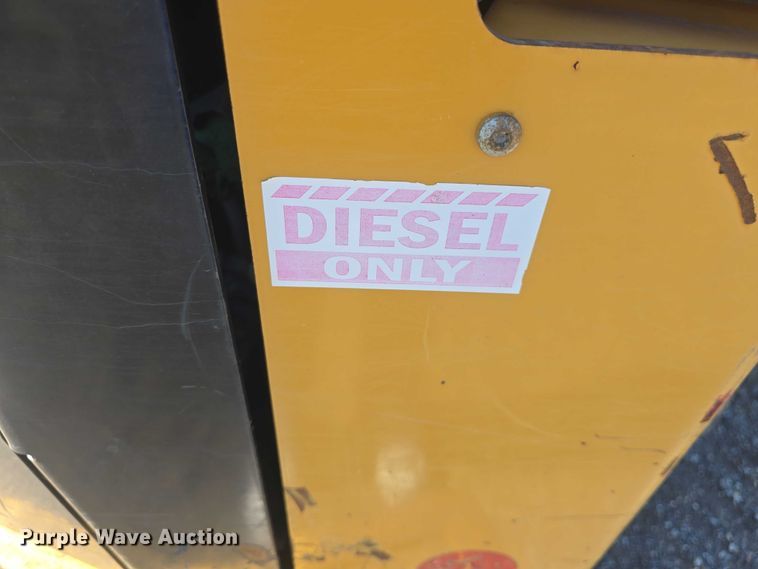 DIESEL
ONLY
Purple Wave Auction